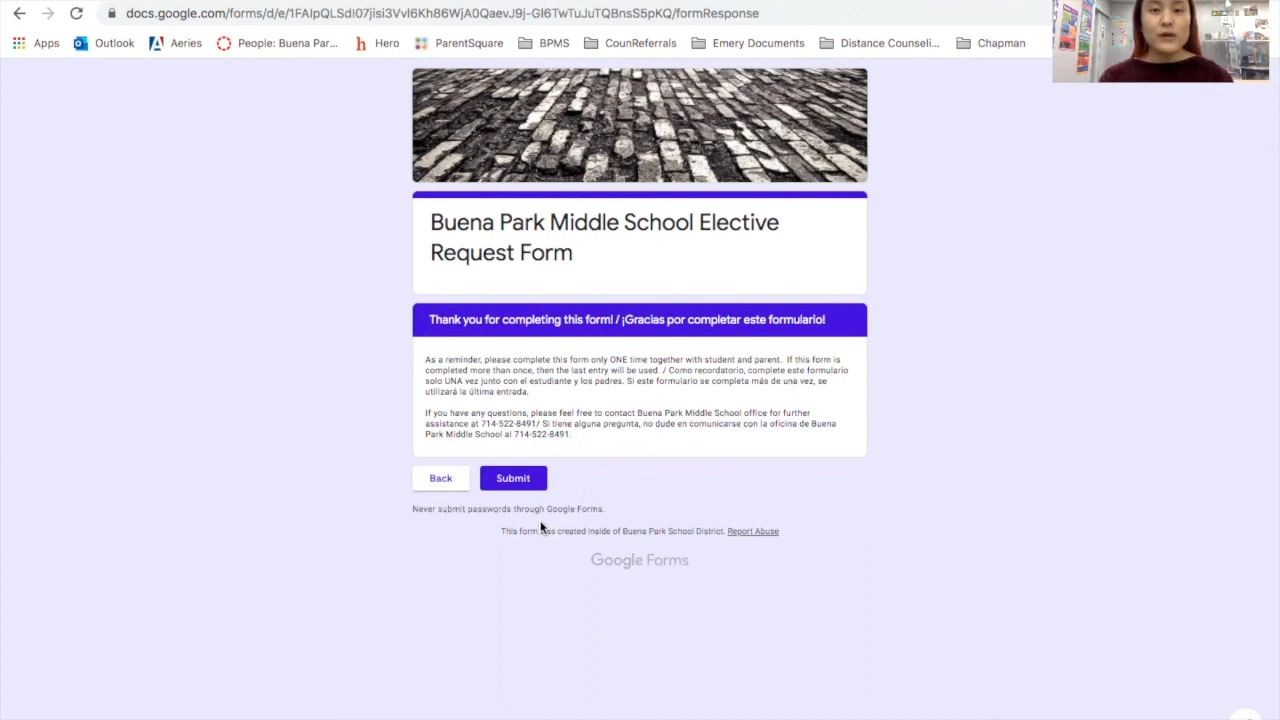 docs.google.com/forms/d/e/1FAIpQLSdI07jisi3VvI6Kh86WjA0QaevJ9j-GI6TwTuJuTQBnsS5pKQ/formResponse
Apps Outlook Aeries People: Buena Par... Hero ParentSquare BPMS CounReferrals Emery Documents Distance Counseli... Chapman
Buena Park Middle School Elective
Request Form
Thank you for completing this form! / ¡Gracias por completar este formulario!
As a reminder, please complete this form only ONE time together with student and parent. If this form is
completed more than once, then the last entry will be used. / Como recordatorio, complete este formulario
solo UNA vez junto con el estudiante y los padres. Si este formulario se completa más de una vez, se
utilizará la última entrada.
If you have any questions, please feel free to contact Buena Park Middle School office for further
assistance at 714-522-8491/ Si tiene alguna pregunta, no dude en comunicarse con la oficina de Buena
Park Middle School al 714-522-8491.
Back Submit
Never submit passwords through Google Forms.
This form was created inside of Buena Park School District. Report Abuse
Google Forms